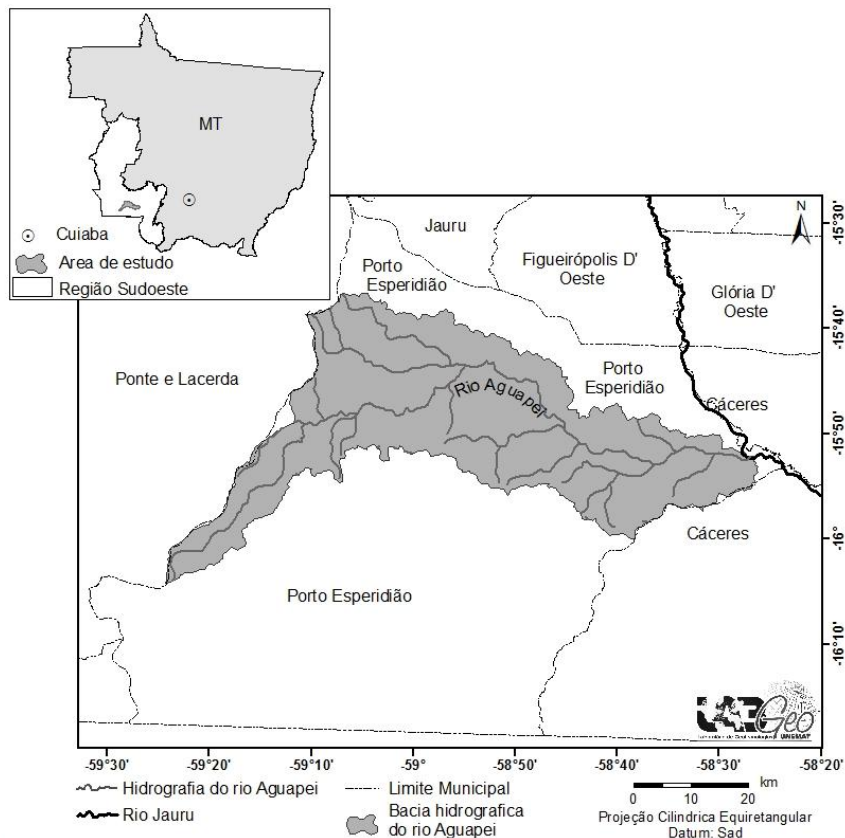 MT
Cuiaba
Area de estudo
Região Sudoeste
N
Jauru
Porto
Esperidião
Figueirópolis D'
Oeste
Glória D'
Oeste
Ponte e Lacerda
Rio Aguapeí
Porto
Esperidião
Cáceres
Cáceres
Porto Esperidião
-15°30'
-15°40'
-15°50'
-16°
-16°10'
Geo
UNEMAT
-59°30'
-59°20'
-59°10'
-59°
-58°50'
-58°40'
-58°30'
-58°20'
Hidrografia do rio Aguapei
Rio Jauru
Limite Municipal
Bacia hidrografica
do rio Aguapei
km
0 10 20
Projeção Cilindrica Equiretangular
Datum: Sad